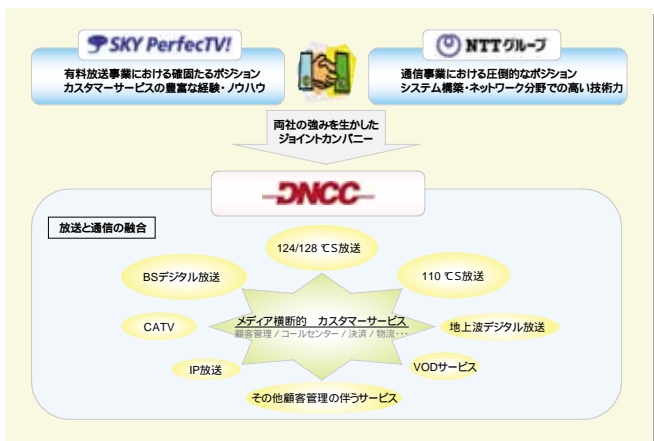 SKY PerfecTV!
有料放送事業における確固たるポジション
カスタマーサービスの豊富な経験・ノウハウ
NTTグループ
通信事業における圧倒的なポジション
システム構築・ネットワーク分野での高い技術力
両社の強みを生かした
ジョイントカンパニー
DNCC
放送と通信の融合
124/128 ℃S放送
BSデジタル放送
110 ℃S放送
CATV
メディア横断的 カスタマーサービス
顧客管理 / コールセンター / 決済 / 物流・・・
地上波デジタル放送
IP放送
VODサービス
その他顧客管理の伴うサービス